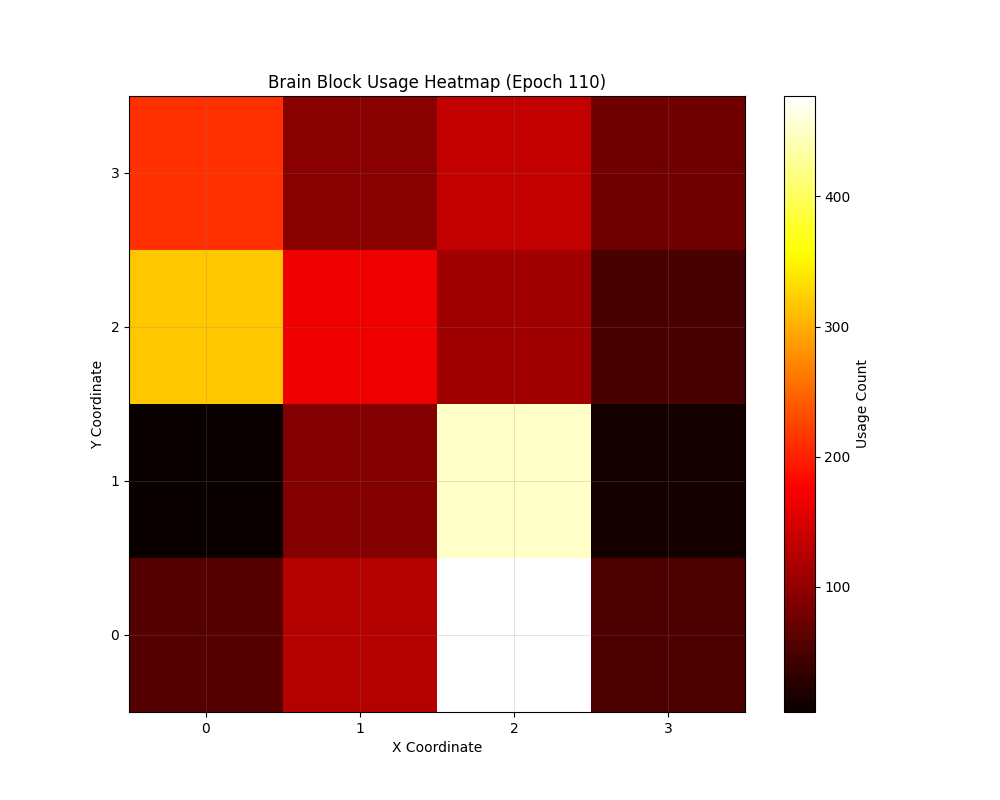 Brain Block Usage Heatmap (Epoch 110)
3
2
1
0
Y Coordinate
0 1 2 3
X Coordinate
400
300
200
100
Usage Count